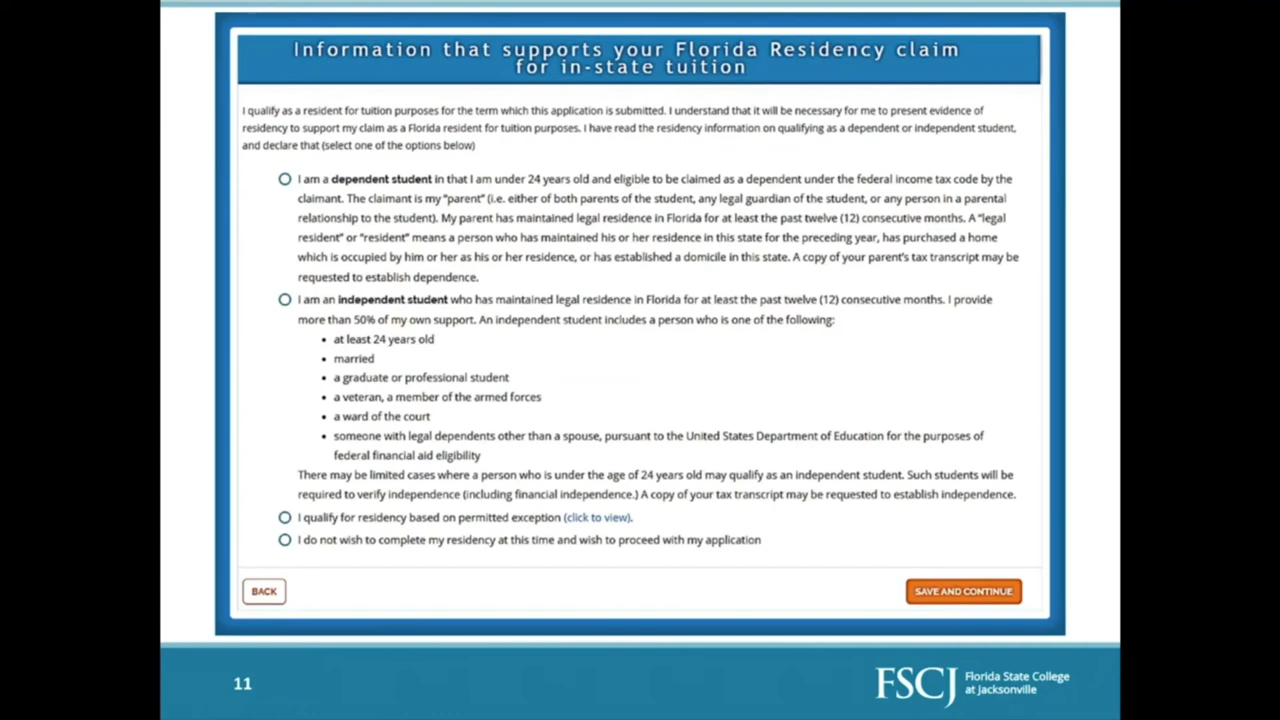 Information that supports your Florida Residency claim
for in-state tuition
I qualify as a resident for tuition purposes for the term which this application is submitted. I understand that it will be necessary for me to present evidence of
residency to support my claim as a Florida resident for tuition purposes. I have read the residency information on qualifying as a dependent or independent student,
and declare that (select one of the options below)
I am a dependent student in that I am under 24 years old and eligible to be claimed as a dependent under the federal income tax code by the
claimant. The claimant is my "parent" (i.e. either of both parents of the student, any legal guardian of the student, or any person in a parental
relationship to the student). My parent has maintained legal residence in Florida for at least the past twelve (12) consecutive months. A "legal
resident" or "resident" means a person who has maintained his or her residence in this state for the preceding year, has purchased a home
which is occupied by him or her as his or her residence, or has established a domicile in this state. A copy of your parent's tax transcript may be
requested to establish dependence.
I am an independent student who has maintained legal residence in Florida for at least the past twelve (12) consecutive months. I provide
more than 50% of my own support. An independent student includes a person who is one of the following:
• at least 24 years old
• married
• a graduate or professional student
• a veteran, a member of the armed forces
• a ward of the court
• someone with legal dependents other than a spouse, pursuant to the United States Department of Education for the purposes of
federal financial aid eligibility
There may be limited cases where a person who is under the age of 24 years old may qualify as an independent student. Such students will be
required to verify independence (including financial independence.) A copy of your tax transcript may be requested to establish independence.
I qualify for residency based on permitted exception (click to view).
I do not wish to complete my residency at this time and wish to proceed with my application
BACK
SAVE AND CONTINUE
11
FSCJ
Florida State College
at Jacksonville